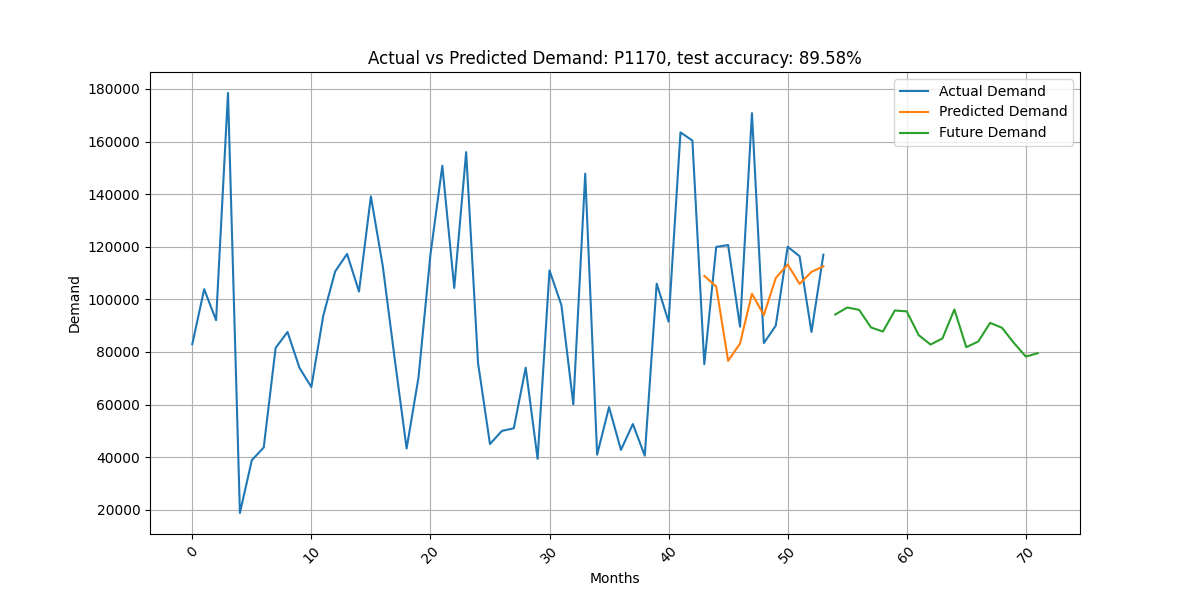 Actual vs Predicted Demand: P1170, test accuracy: 89.58%
Actual Demand
Predicted Demand
Future Demand
Demand
180000
160000
140000
120000
100000
80000
60000
40000
20000
0 10 20 30 40 50 60 70
Months